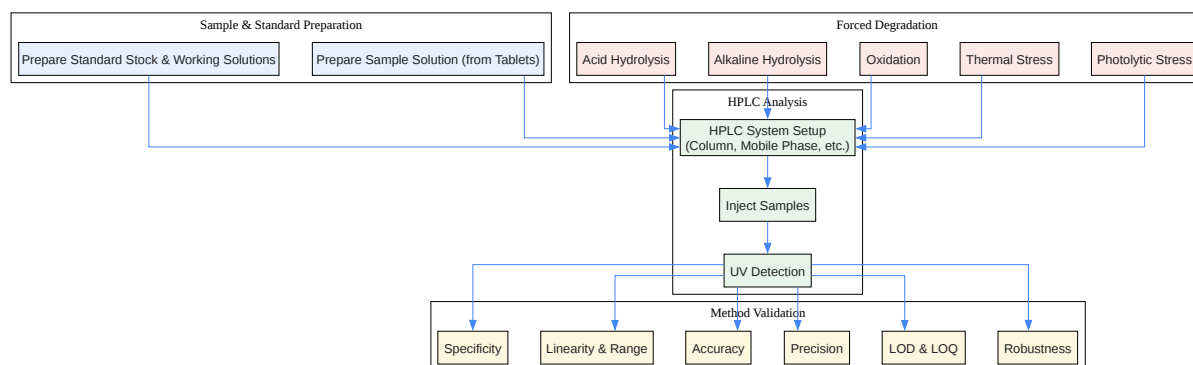 Sample & Standard Preparation
Prepare Standard Stock & Working Solutions
Prepare Sample Solution (from Tablets)
Forced Degradation
Acid Hydrolysis
Alkaline Hydrolysis
Oxidation
Thermal Stress
Photolytic Stress
HPLC Analysis
HPLC System Setup
(Column, Mobile Phase, etc.)
Inject Samples
UV Detection
Method Validation
Specificity
Linearity & Range
Accuracy
Precision
LOD & LOQ
Robustness